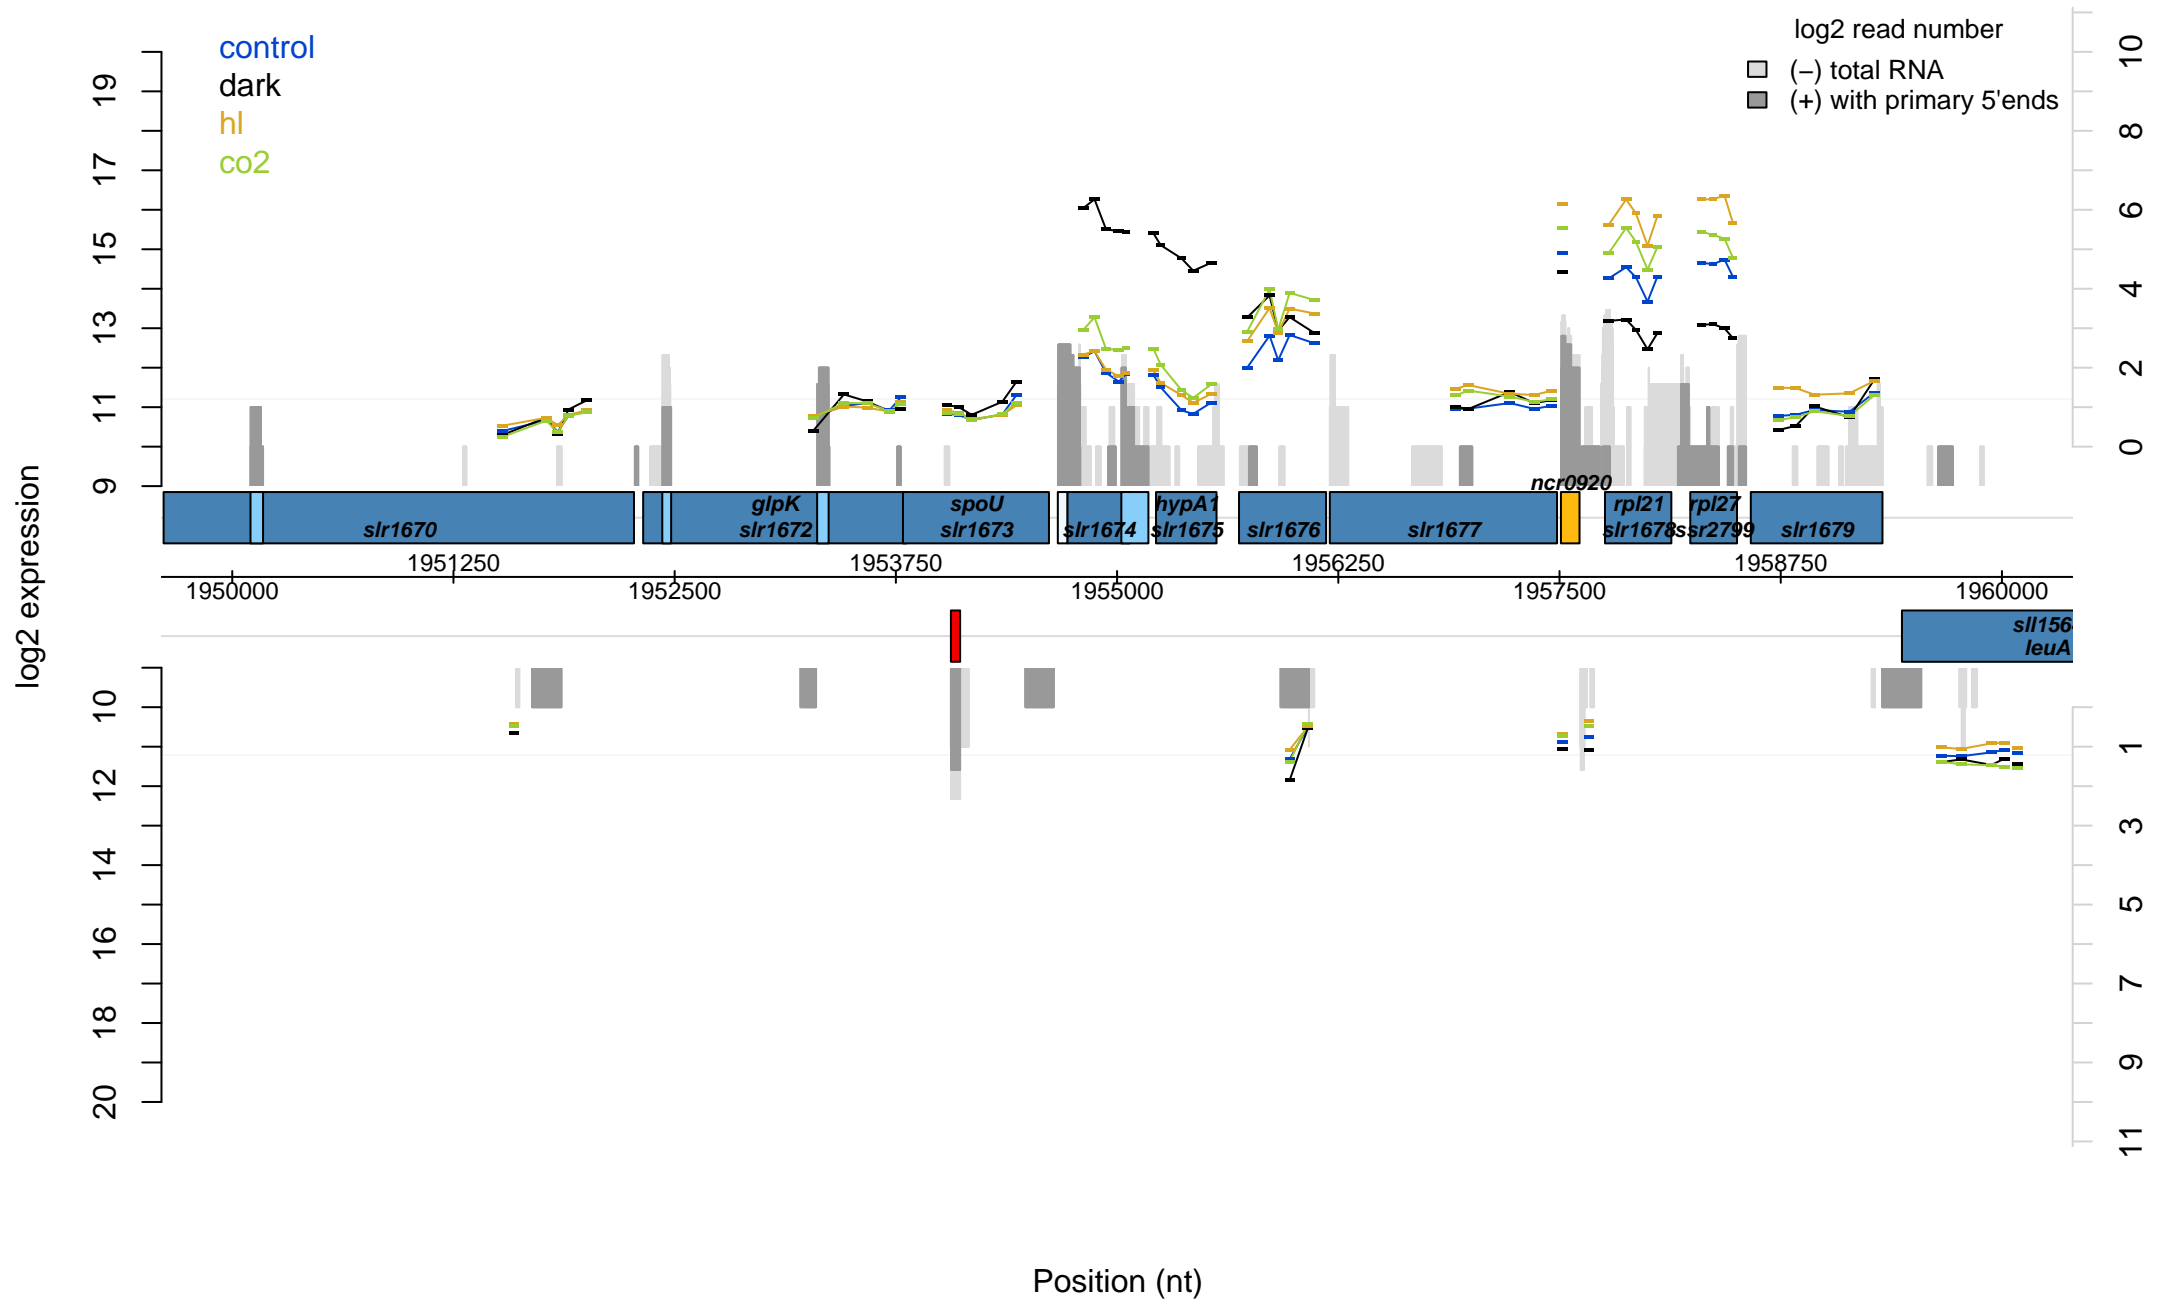 control
dark
hl
co2
log2 read number
(−) total RNA
(+) with primary 5'ends
19
17
15
13
11
9
10
8
6
4
2
0
log2 expression
ncr0920
glpK
spoU
hypA1
rpl21
rpl27
slr1670
slr1672
slr1673
slr1674
slr1675
slr1676
slr1677
slr1678
ssr2799
slr1679
1951250
1953750
1956250
1958750
1950000
1952500
1955000
1957500
1960000
sll156
leuA
10
12
14
16
18
20
1
3
5
7
9
11
Position (nt)